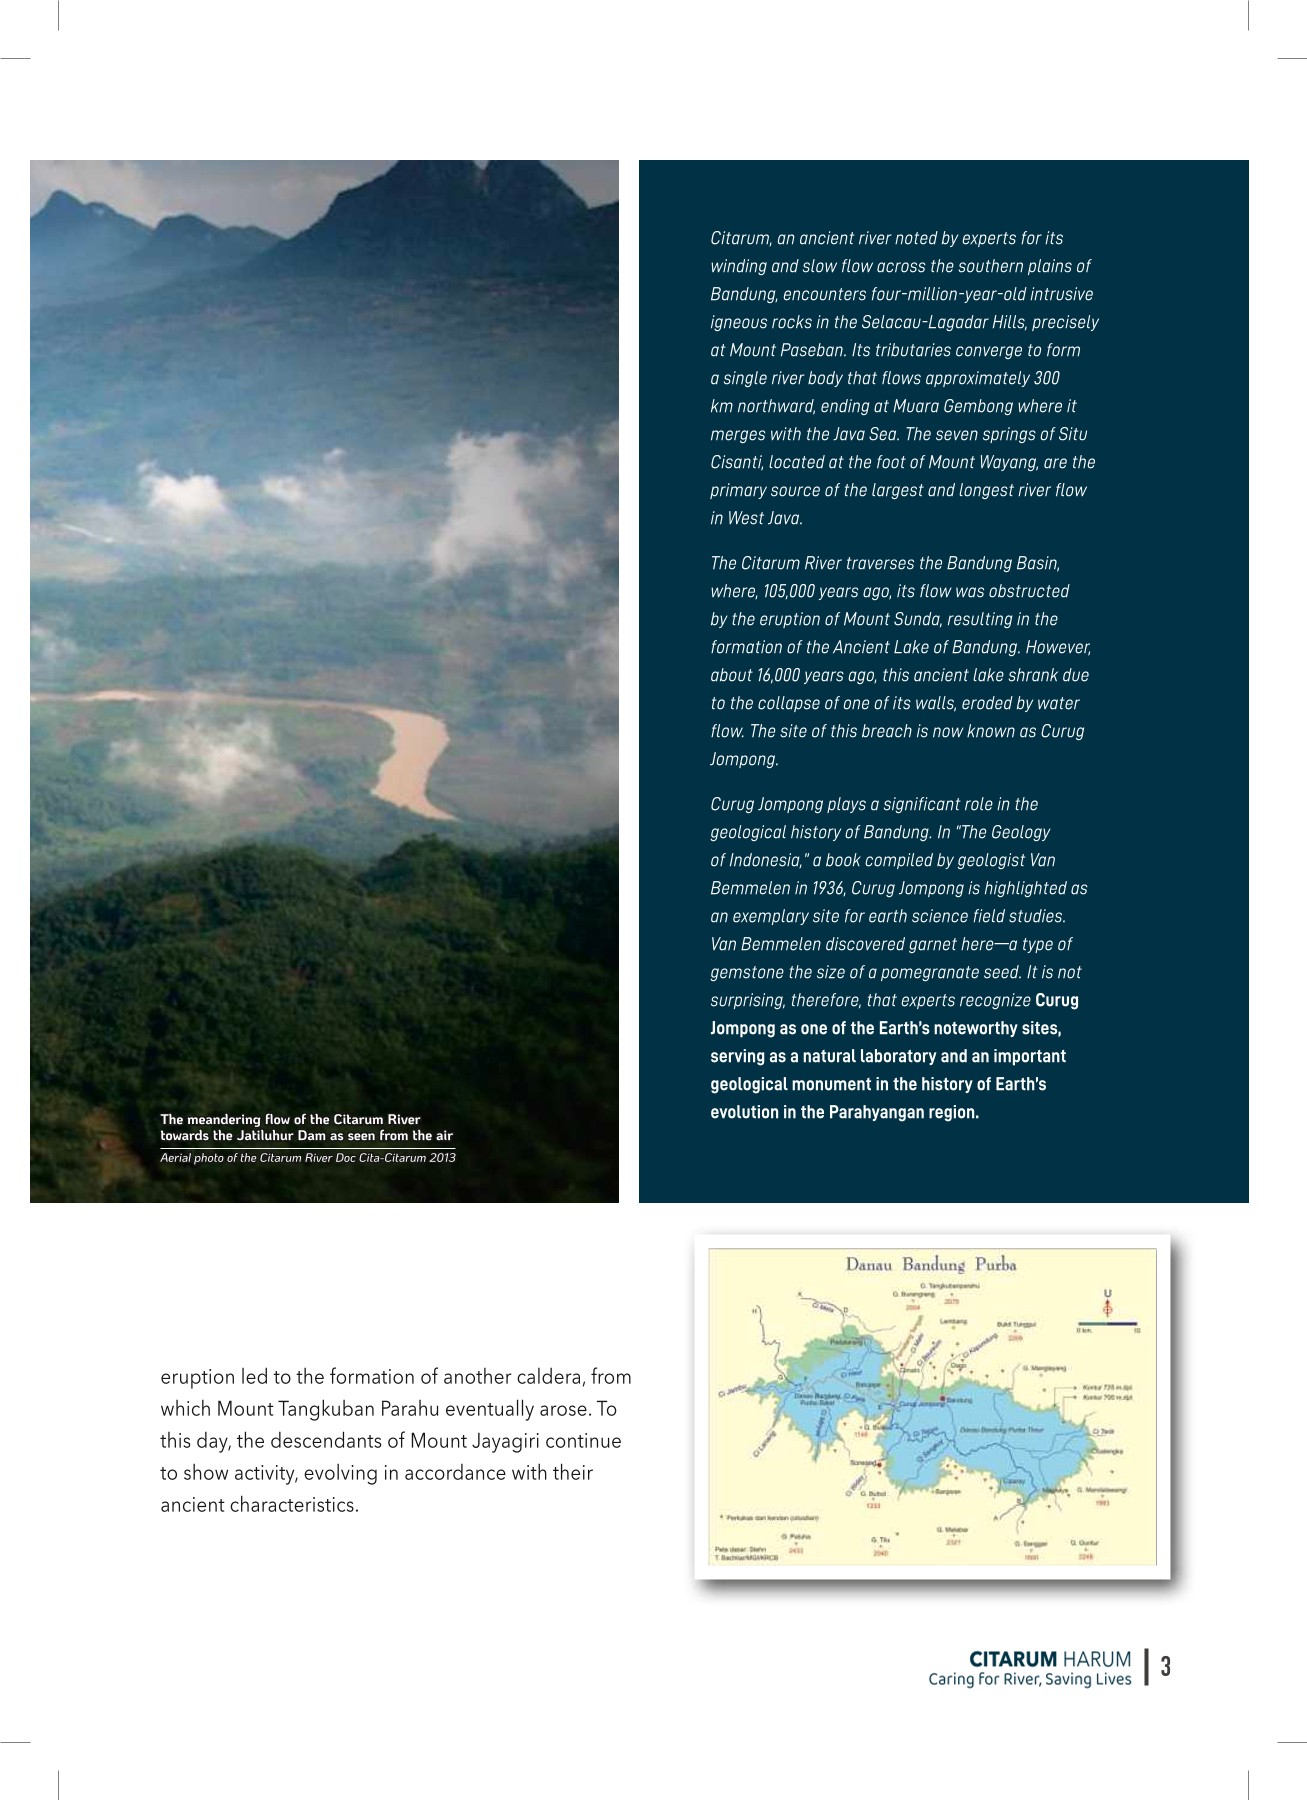 Citarum, an ancient river noted by experts for its
winding and slow flow across the southern plains of
Bandung, encounters four-million-year-old intrusive
igneous rocks in the Selacau-Lagadar Hills, precisely
at Mount Paseban. Its tributaries converge to form
a single river body that flows approximately 300
km northward, ending at Muara Gembong where it
merges with the Java Sea. The seven springs of Situ
Cisanti, located at the foot of Mount Wayang, are the
primary source of the largest and longest river flow
in West Java.
The Citarum River traverses the Bandung Basin,
where, 105,000 years ago, its flow was obstructed
by the eruption of Mount Sunda, resulting in the
formation of the Ancient Lake of Bandung. However,
about 16,000 years ago, this ancient lake shrank due
to the collapse of one of its walls, eroded by water
flow. The site of this breach is now known as Curug
Jompong.
Curug Jompong plays a significant role in the
geological history of Bandung. In "The Geology
of Indonesia," a book compiled by geologist Van
Bemmelen in 1936, Curug Jompong is highlighted as
an exemplary site for earth science field studies.
Van Bemmelen discovered garnet here—a type of
gemstone the size of a pomegranate seed. It is not
surprising, therefore, that experts recognize Curug
Jompong as one of the Earth's noteworthy sites,
serving as a natural laboratory and an important
geological monument in the history of Earth's
evolution in the Parahyangan region.
The meandering flow of the Citarum River
towards the Jatiluhur Dam as seen from the air
Aerial photo of the Citarum River Doc Cita-Citarum 2013
eruption led to the formation of another caldera, from
which Mount Tangkuban Parahu eventually arose. To
this day, the descendants of Mount Jayagiri continue
to show activity, evolving in accordance with their
ancient characteristics.
Danau Bandung Purba
G. Tangkubanparahu
2076
G. Burangrang
2064
U
0 km
10
Lembang
Bukit Tunggul
2209
Padalarang
Dago
G. Manglayang
Kontur 725 m.dpl
Kontur 700 m.dpl
Batujajar
Bandung
Curug Jompong
Danau Bandung Purba Timur
Danau Bandung
Purba Barat
Cicalengka
Soreang
Banjaran
Ciparay
Majalaya
G. Mandalawangi
1663
* Perkakas dari kendan (obsidian)
G. Patuha
2433
G. Tilu
2040
G. Malabar
2321
G. Guntur
2249
Peta dasar: Stehn
T. Bachtiar/MGI/KRCB
CITARUM HARUM
Caring for River, Saving Lives
3